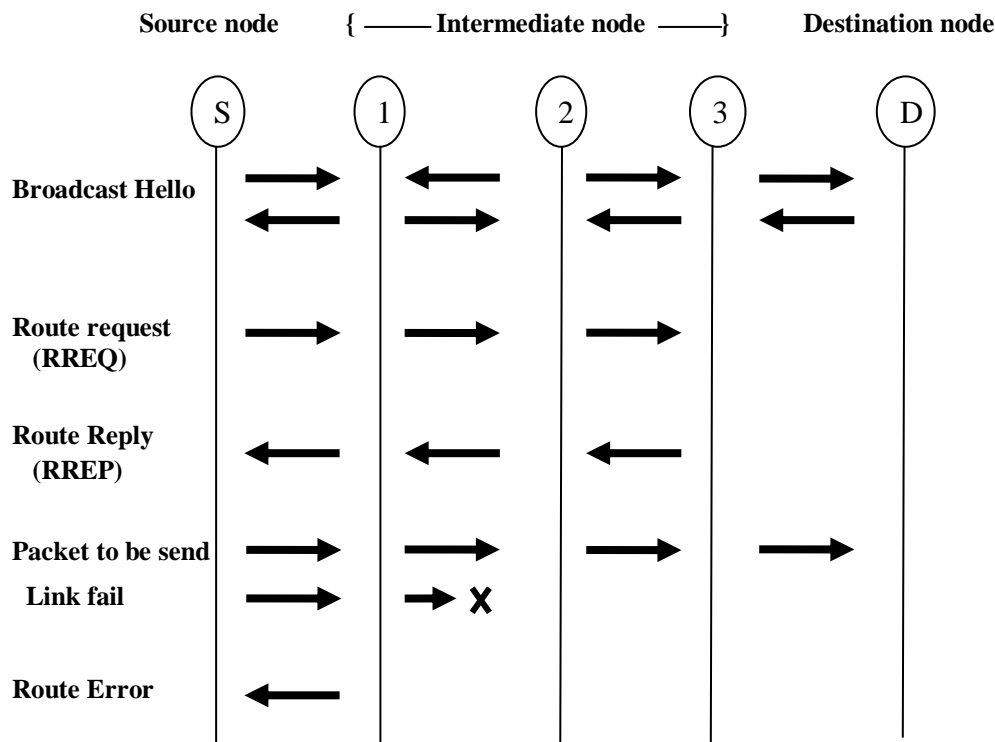 Source node { —— Intermediate node —— } Destination node
S 1 2 3 D
Broadcast Hello
Route request
(RREQ)
Route Reply
(RREP)
Packet to be send
Link fail
X
Route Error